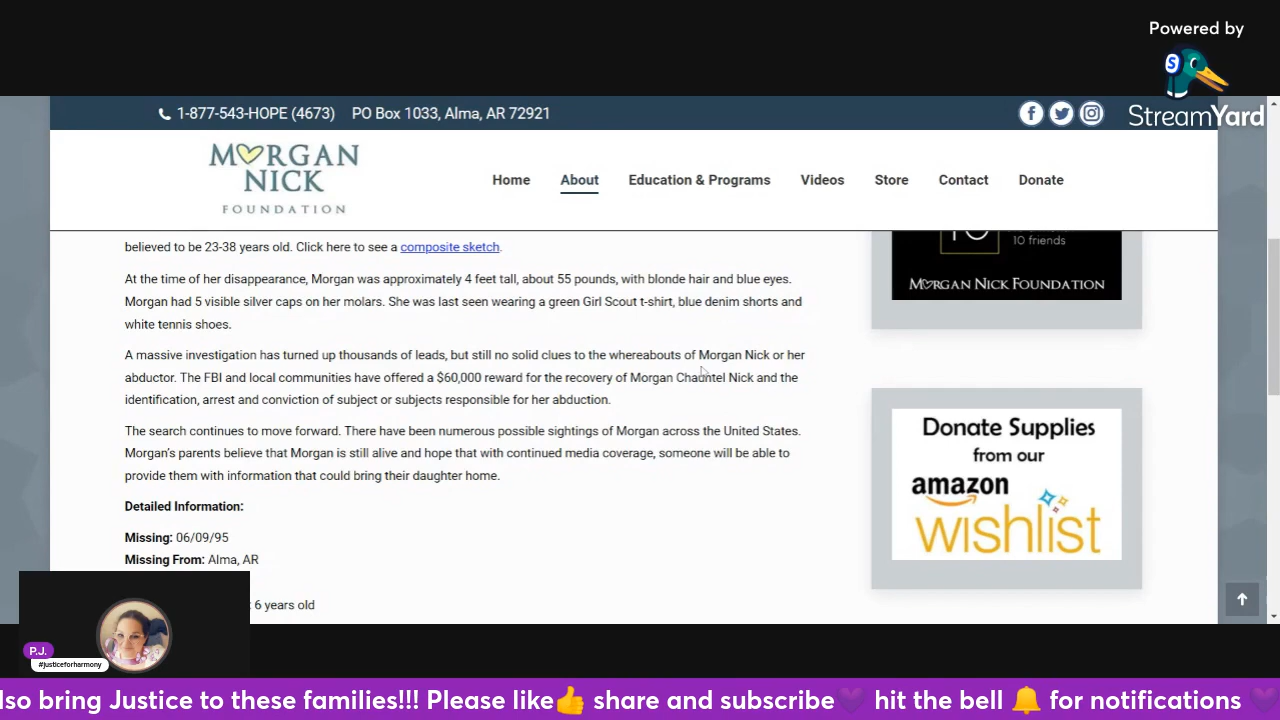 Powered by
S
StreamYard
1-877-543-HOPE (4673) PO Box 1033, Alma, AR 72921
MORGAN
NICK
FOUNDATION
Home About Education & Programs Videos Store Contact Donate
believed to be 23-38 years old. Click here to see a composite sketch.
At the time of her disappearance, Morgan was approximately 4 feet tall, about 55 pounds, with blonde hair and blue eyes.
Morgan had 5 visible silver caps on her molars. She was last seen wearing a green Girl Scout t-shirt, blue denim shorts and
white tennis shoes.
A massive investigation has turned up thousands of leads, but still no solid clues to the whereabouts of Morgan Nick or her
abductor. The FBI and local communities have offered a $60,000 reward for the recovery of Morgan Chauntel Nick and the
identification, arrest and conviction of subject or subjects responsible for her abduction.
The search continues to move forward. There have been numerous possible sightings of Morgan across the United States.
Morgan's parents believe that Morgan is still alive and hope that with continued media coverage, someone will be able to
provide them with information that could bring their daughter home.
Detailed Information:
Missing: 06/09/95
Missing From: Alma, AR
6 years old
10 friends
MORGAN NICK FOUNDATION
Donate Supplies
from our
amazon
wishlist
P.J.
#justiceforharmony
lso bring Justice to these families!!! Please like👍 share and subscribe💜 hit the bell 🔔 for notifications 💜